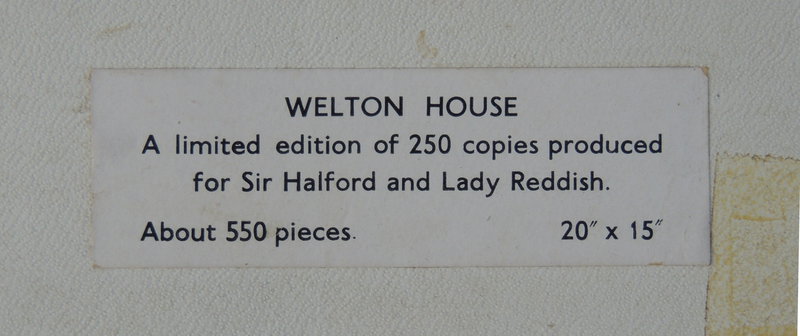 WELTON HOUSE
A limited edition of 250 copies produced
for Sir Halford and Lady Reddish.
About 550 pieces. 20" x 15"